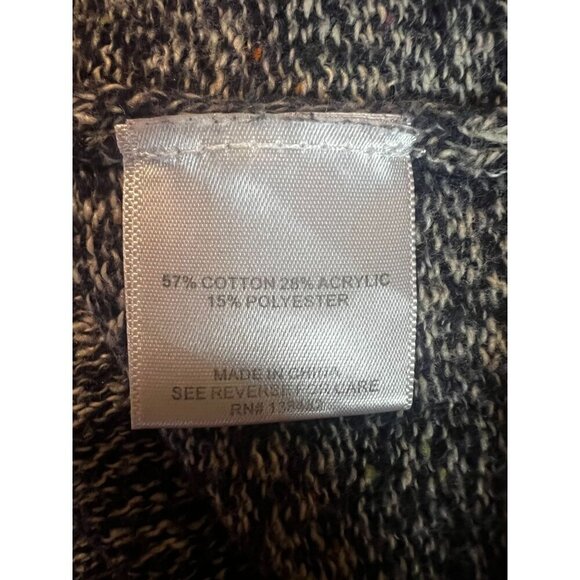 57% COTTON 28% ACRYLIC
15% POLYESTER
MADE IN CHINA
SEE REVERSE FOR CARE
RN#